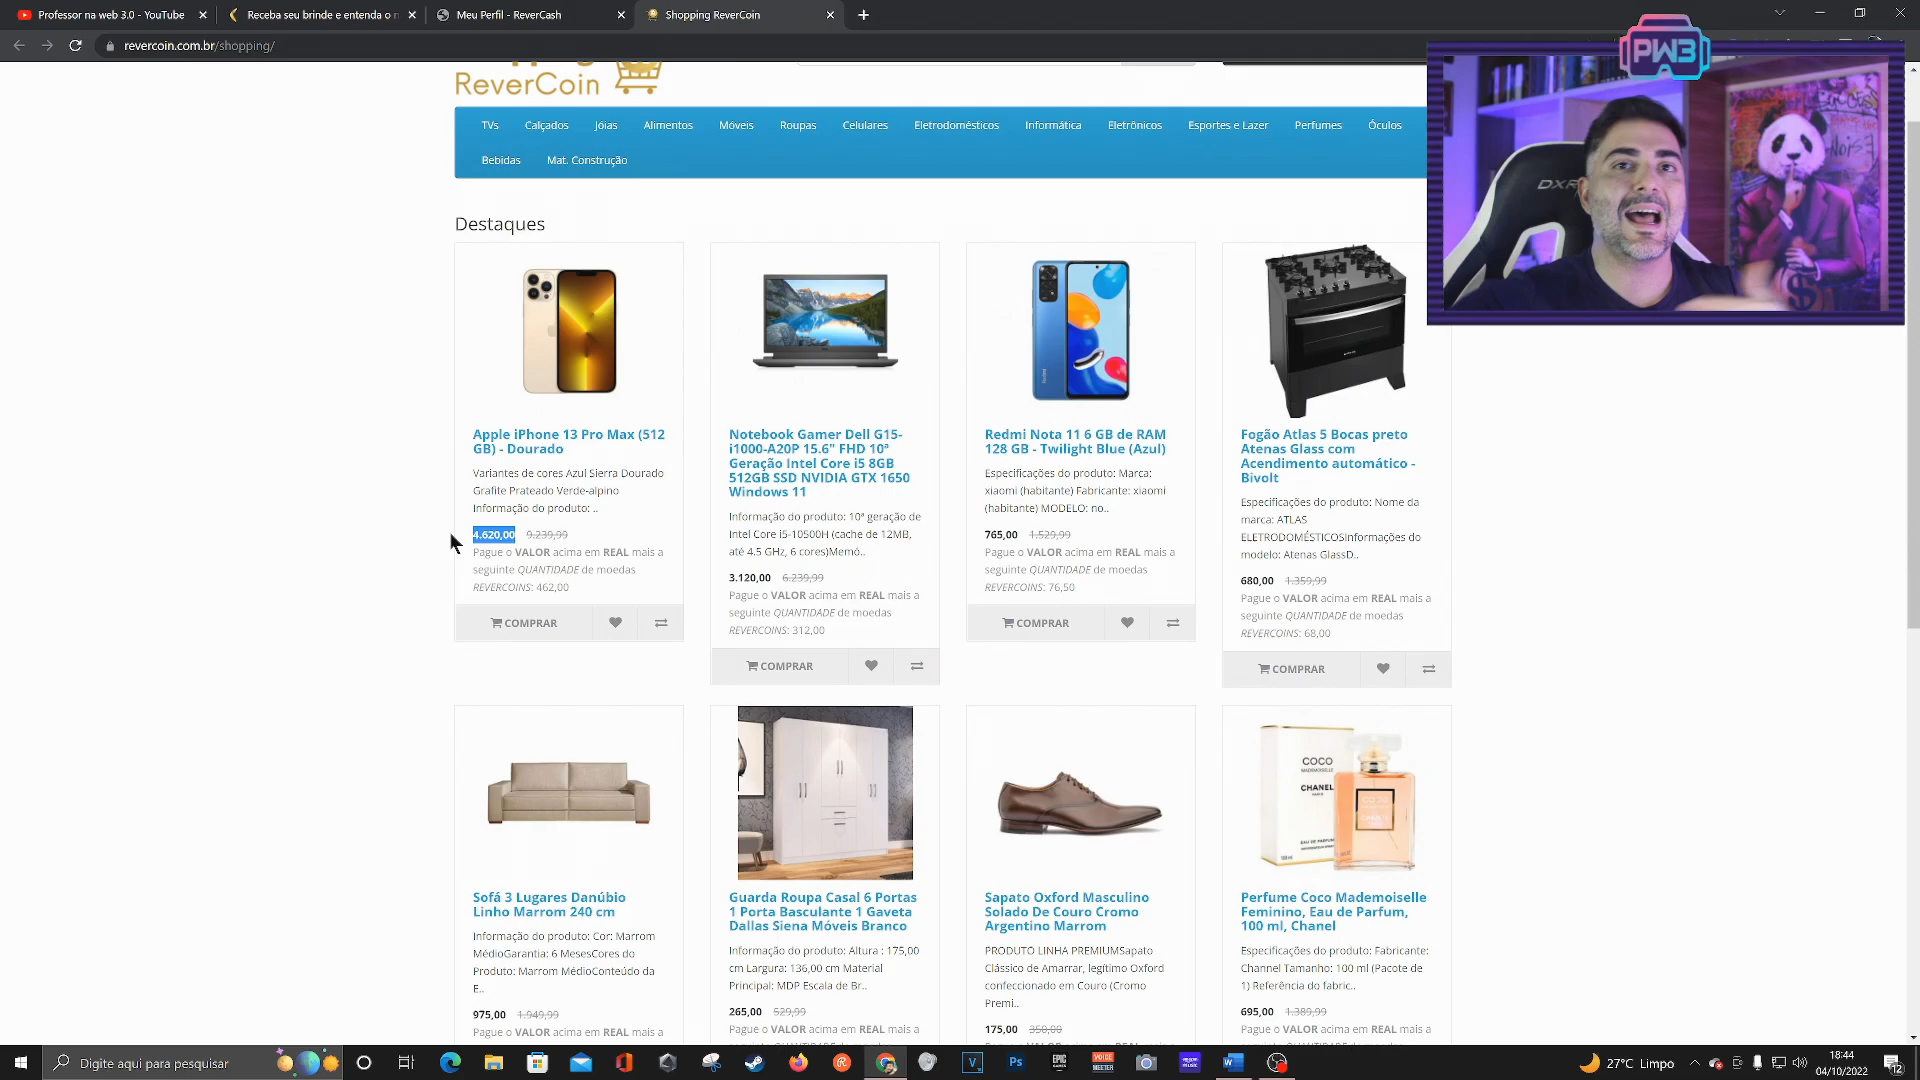 Professor na web 3.0 - YouTube
Receba seu brinde e entenda o n
Meu Perfil - ReverCash
Shopping ReverCoin
revercoin.com.br/shopping/
PW3
ReverCoin
DXR
TVs Calçados Jóias Alimentos Móveis Roupas Celulares Eletrodomésticos Informática Eletrônicos Esportes e Lazer Perfumes Óculos
Bebidas Mat. Construção
Destaques
Apple iPhone 13 Pro Max (512
GB) - Dourado
Variantes de cores Azul Sierra Dourado
Grafite Prateado Verde-alpino
Informação do produto: ..
4.620,00 9.239,99
Pague o VALOR acima em REAL mais a
seguinte QUANTIDADE de moedas
REVERCOINS: 462,00
COMPRAR
Notebook Gamer Dell G15-
i1000-A20P 15.6" FHD 10ª
Geração Intel Core i5 8GB
512GB SSD NVIDIA GTX 1650
Windows 11
Informação do produto: 10ª geração de
Intel Core i5-10500H (cache de 12MB,
até 4.5 GHz, 6 cores)Memó..
3.120,00 6.239,99
Pague o VALOR acima em REAL mais a
seguinte QUANTIDADE de moedas
REVERCOINS: 312,00
COMPRAR
Redmi Nota 11 6 GB de RAM
128 GB - Twilight Blue (Azul)
Especificações do produto: Marca:
xiaomi (habitante) Fabricante: xiaomi
(habitante) MODELO: no..
765,00 1.529,99
Pague o VALOR acima em REAL mais a
seguinte QUANTIDADE de moedas
REVERCOINS: 76,50
COMPRAR
Fogão Atlas 5 Bocas preto
Atenas Glass com
Acendimento automático -
Bivolt
Especificações do produto: Nome da
marca: ATLAS
ELETRODOMÉSTICOSInformações do
modelo: Atenas GlassD..
680,00 1.359,99
Pague o VALOR acima em REAL mais a
seguinte QUANTIDADE de moedas
REVERCOINS: 68,00
COMPRAR
Sofá 3 Lugares Danúbio
Linho Marrom 240 cm
Informação do produto: Cor: Marrom
MédioGarantia: 6 MesesCores do
Produto: Marrom MédioConteúdo da
E..
975,00 1.949,99
Pague o VALOR acima em REAL mais a
Guarda Roupa Casal 6 Portas
1 Porta Basculante 1 Gaveta
Dallas Siena Móveis Branco
Informação do produto: Altura : 175,00
cm Largura: 136,00 cm Material
Principal: MDP Escala de Br..
265,00 529,99
Pague o VALOR acima em REAL mais a
Sapato Oxford Masculino
Solado De Couro Cromo
Argentino Marrom
PRODUTO LINHA PREMIUMSapato
Clássico de Amarrar, legítimo Oxford
confeccionado em Couro (Cromo
Premi..
175,00 350,00
COCO
MADEMOISELLE
CHANEL
Perfume Coco Mademoiselle
Feminino, Eau de Parfum,
100 ml, Chanel
Especificações do produto: Fabricante:
Channel Tamanho: 100 ml (Pacote de
1) Referência do fabric..
695,00 1.389,99
Pague o VALOR acima em REAL mais a
Digite aqui para pesquisar
Ps
EPIC GAMES
VOICE MEETER
27°C Limpo
18:44
04/10/2022
12